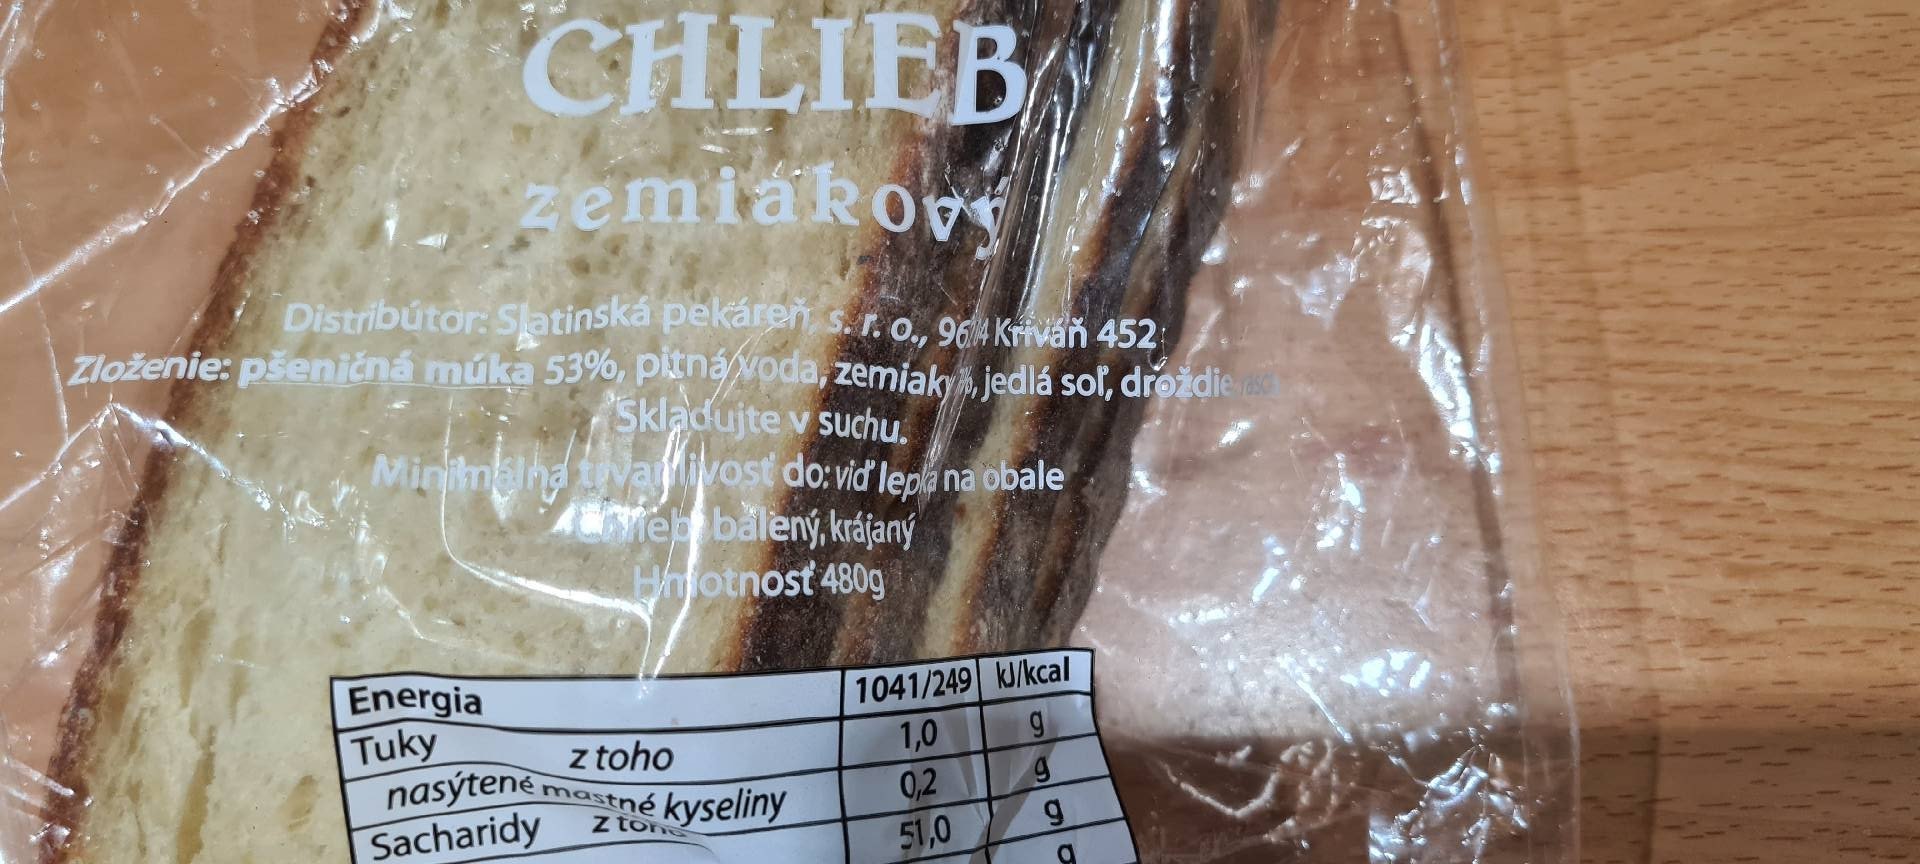 CHLIEB
zemiakový
Distribútor: Slatinská pekáreň, s. r. o., Kriváň 452
Zloženie: pšeničná múka 53%, pitná voda, zemiaky %, jedlá soľ, droždie
Skladujte v suchu.
Minimálna trvanlivosť do: viď lepka na obale
Chlieb balený, krájaný
Hmotnosť 480g
Energia 1041/249 kJ/kcal
Tuky z toho 1,0 g
nasýtené mastné kyseliny 0,2 g
Sacharidy z toho 51,0 g
g